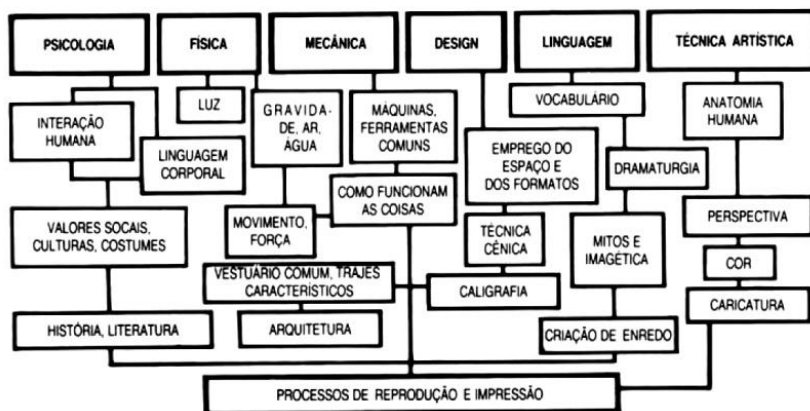 PSICOLOGIA
FÍSICA
MECÂNICA
DESIGN
LINGUAGEM
TÉCNICA ARTÍSTICA
INTERAÇÃO
HUMANA
LINGUAGEM
CORPORAL
VALORES SOCAIS,
CULTURAS, COSTUMES
HISTÓRIA, LITERATURA
LUZ
GRAVIDA-
DE, AR,
ÁGUA
MOVIMENTO,
FORÇA
MÁQUINAS,
FERRAMENTAS
COMUNS
COMO FUNCIONAM
AS COISAS
VESTUÁRIO COMUM, TRAJES
CARACTERÍSTICOS
ARQUITETURA
EMPREGO DO
ESPAÇO E
DOS FORMATOS
TÉCNICA
CÊNICA
CALIGRAFIA
VOCABULÁRIO
DRAMATURGIA
MITOS E
IMAGÉTICA
CRIAÇÃO DE ENREDO
ANATOMIA
HUMANA
PERSPECTIVA
COR
CARICATURA
PROCESSOS DE REPRODUÇÃO E IMPRESSÃO